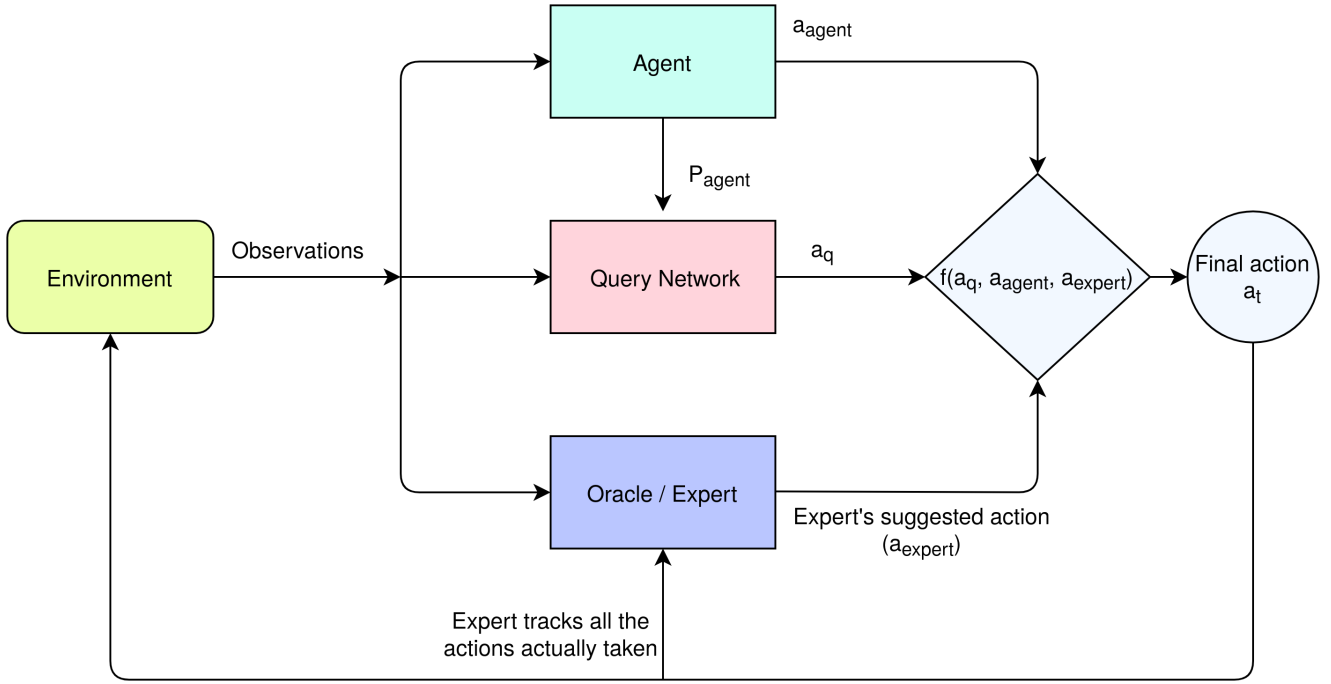 a_agent
Agent
P_agent
Observations
a_q
Environment
Query Network
f(a_q, a_agent, a_expert)
Final action
a_t
Oracle / Expert
Expert's suggested action
(a_expert)
Expert tracks all the
actions actually taken